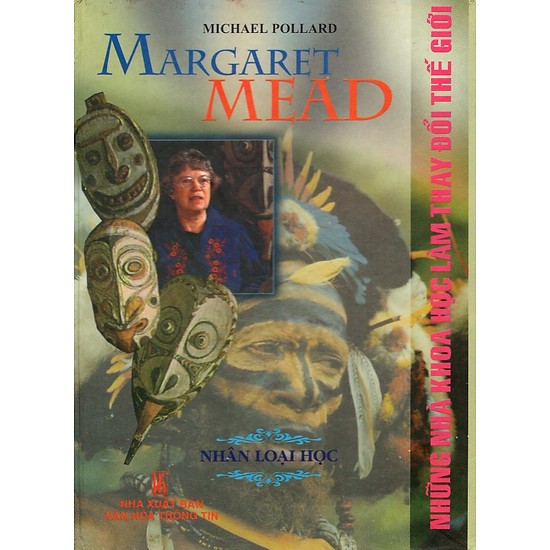 MICHAEL POLLARD
MARGARET
MEAD
NHỮNG NHÀ KHOA HỌC LÀM THAY ĐỔI THẾ GIỚI
NHÂN LOẠI HỌC
NHÀ XUẤT BẢN
VĂN HÓA THÔNG TIN